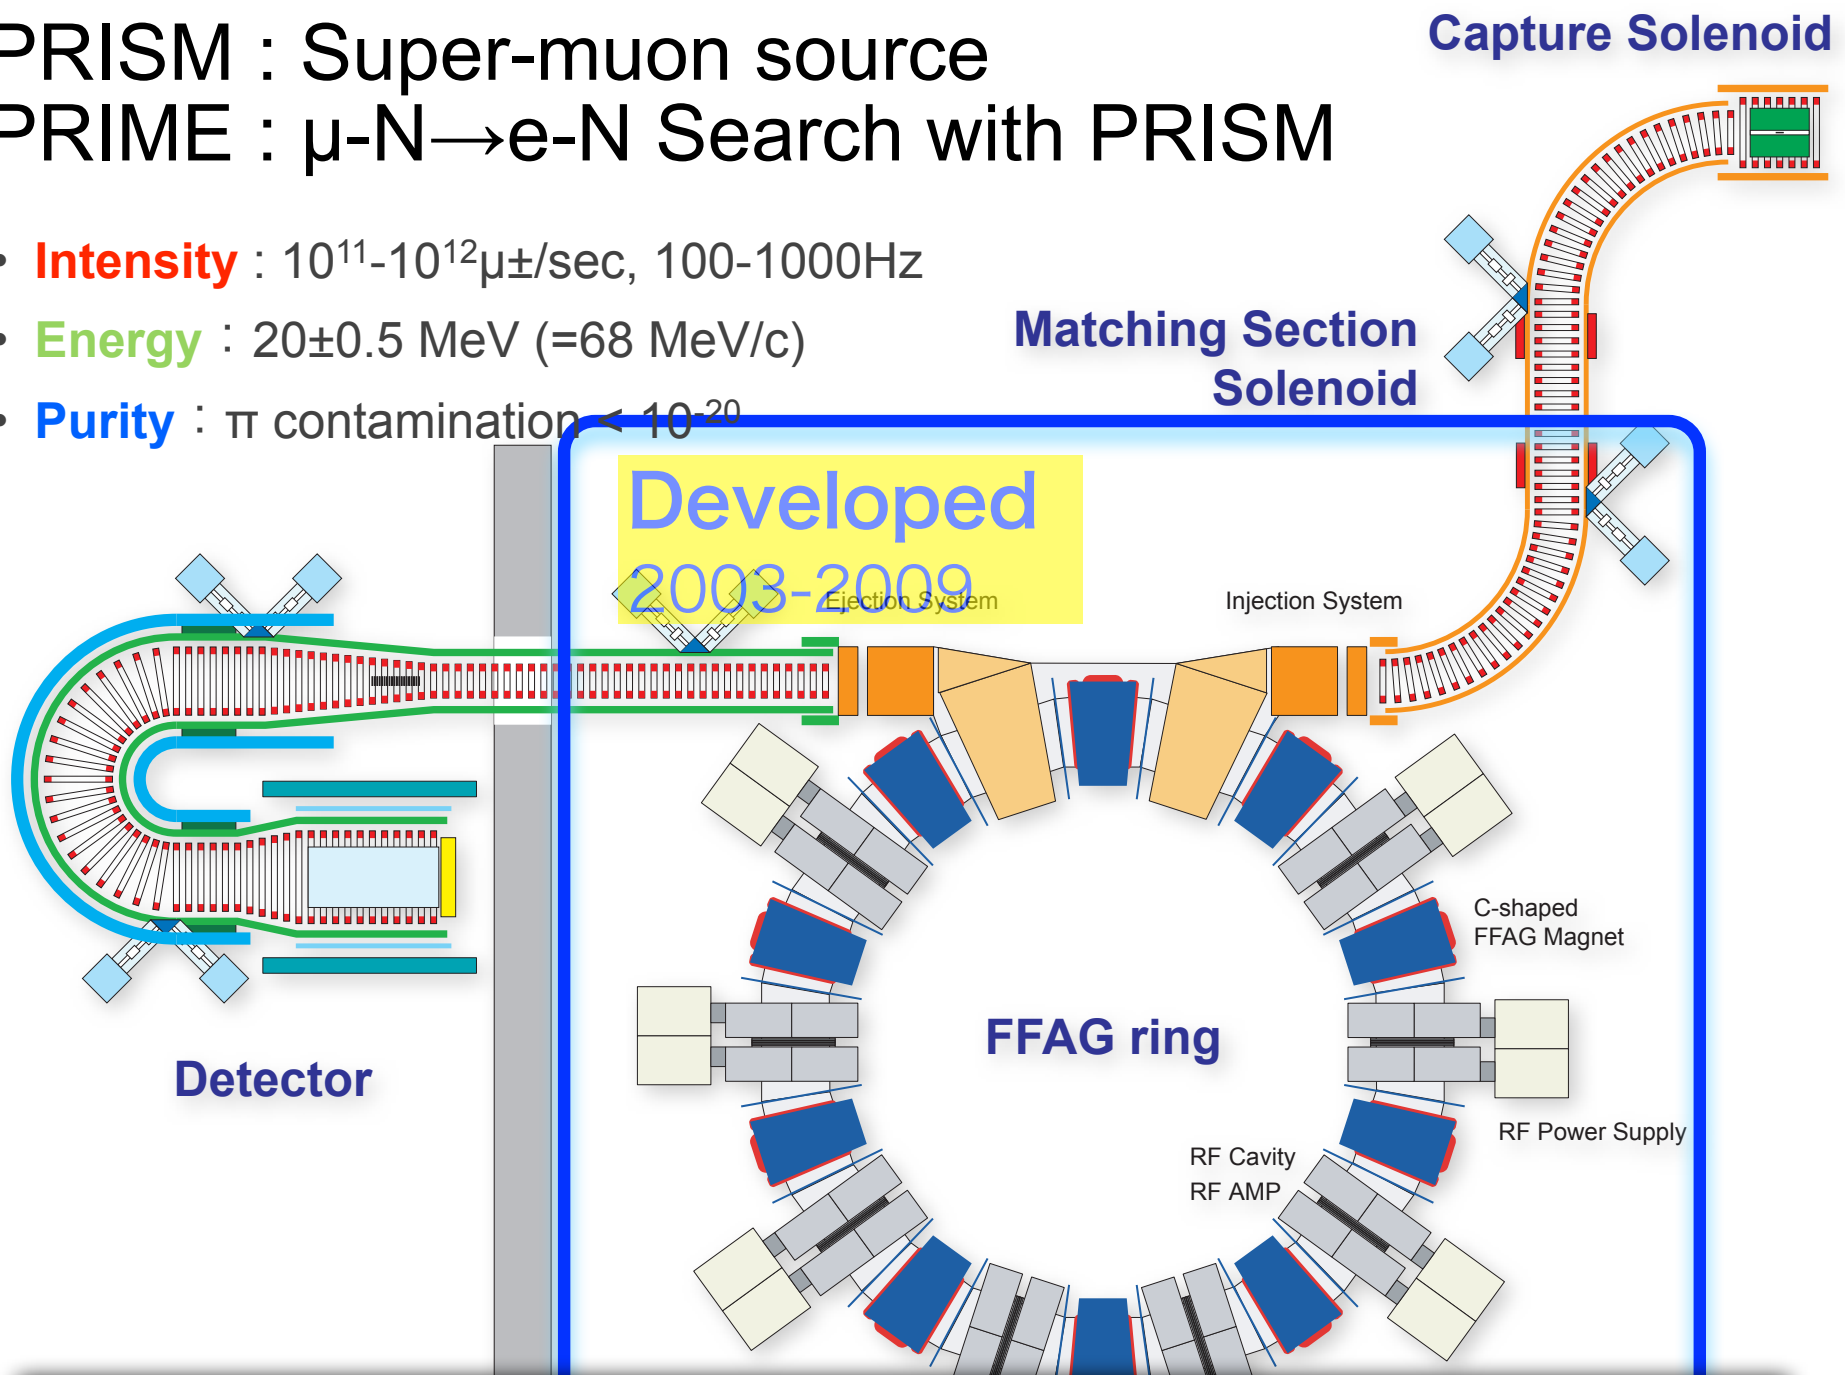 PRISM : Super-muon source
PRIME : μ-N→e-N Search with PRISM
Capture Solenoid
• Intensity : 10¹¹-10¹²μ±/sec, 100-1000Hz
• Energy : 20±0.5 MeV (=68 MeV/c)
• Purity : π contamination < 10⁻²⁰
Matching Section
Solenoid
Developed
2003-2009
Ejection System
Injection System
C-shaped
FFAG Magnet
FFAG ring
Detector
RF Power Supply
RF Cavity
RF AMP